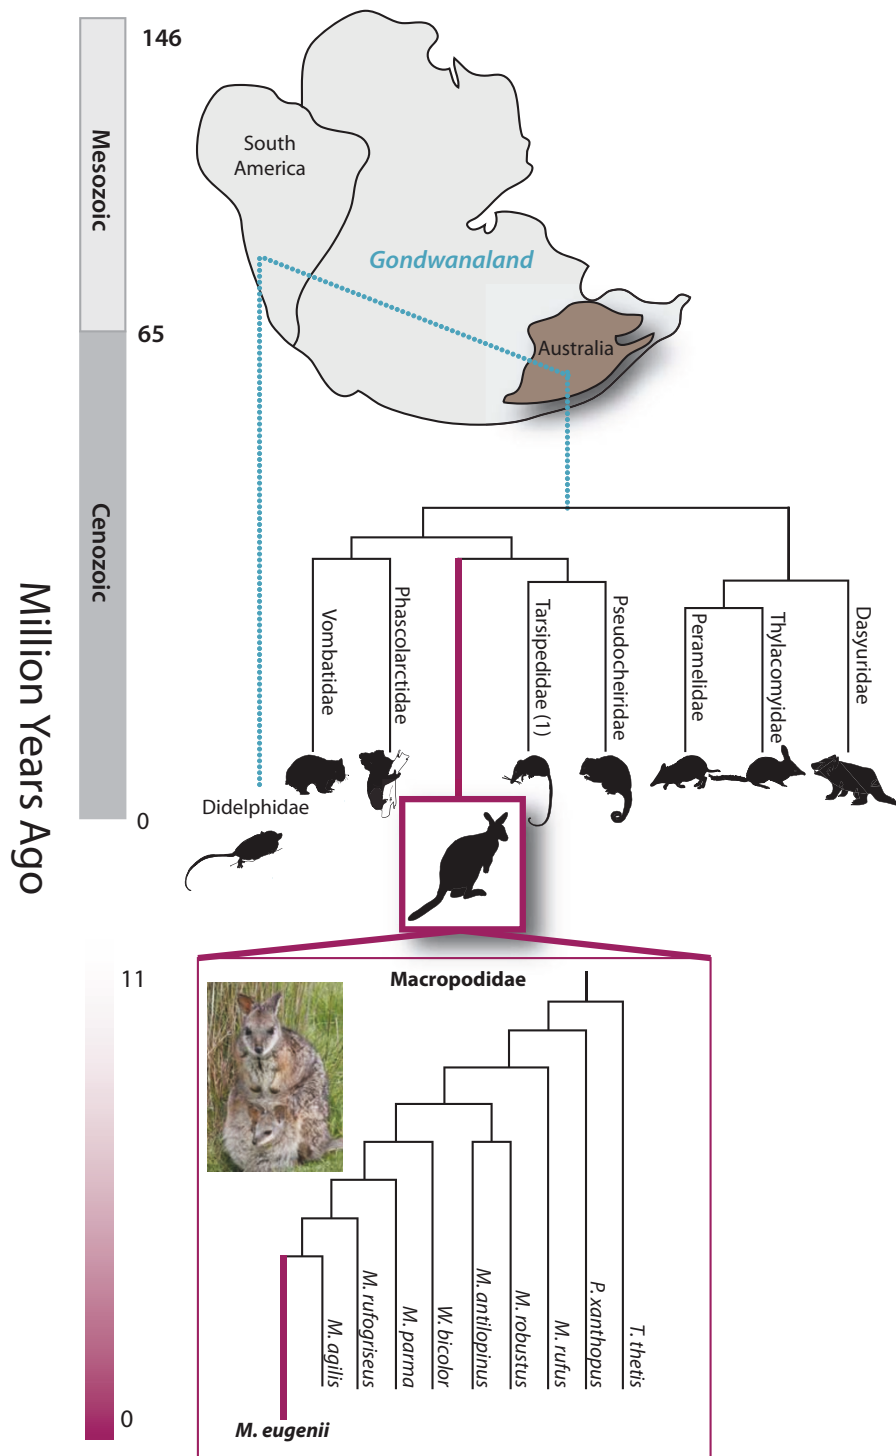 146
Mesozoic
South
America
Gondwanaland
65
Australia
Cenozoic
Million Years Ago
Vombatidae
Phascolarctidae
Tarsipedidae (1)
Pseudocheiridae
Peramelidae
Thylacomyidae
Dasyuridae
Didelphidae
0
11
Macropodidae
M. agilis
M. rufogriseus
M. parma
W. bicolor
M. antilopinus
M. robustus
M. rufus
P. xanthopus
T. thetis
0
M. eugenii